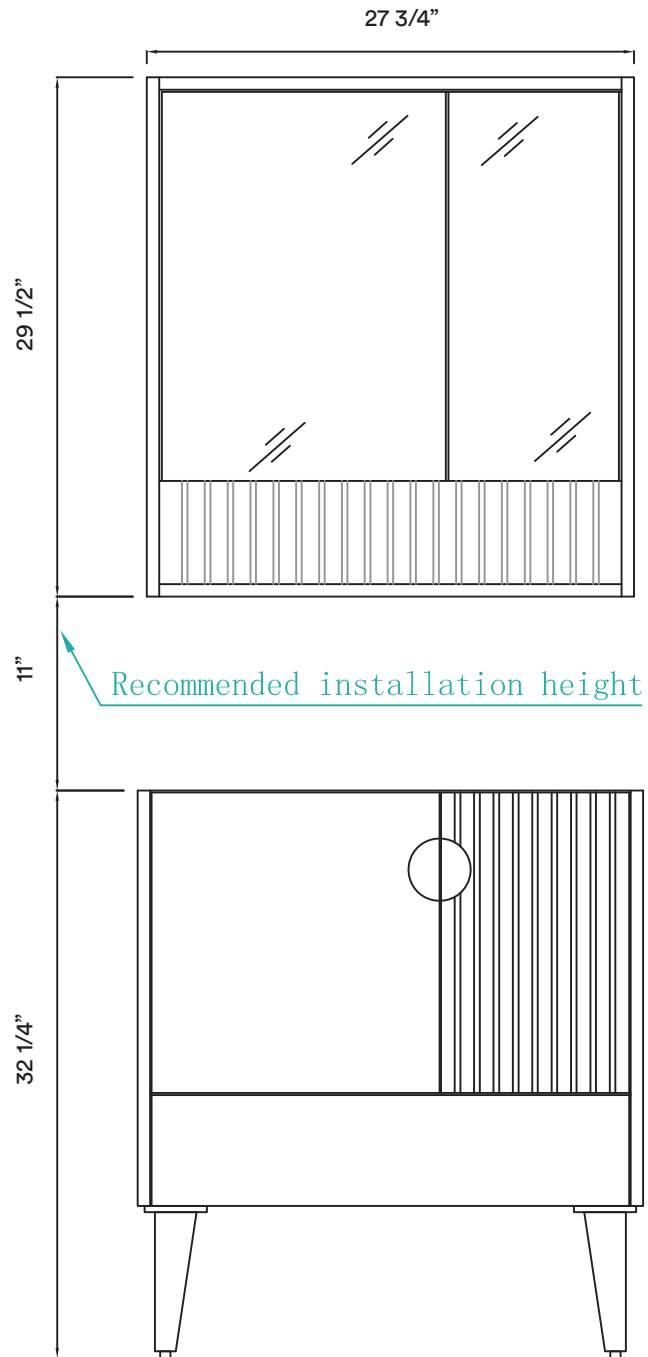 27 3/4”
29 1/2”
11”
Recommended installation height
32 1/4”